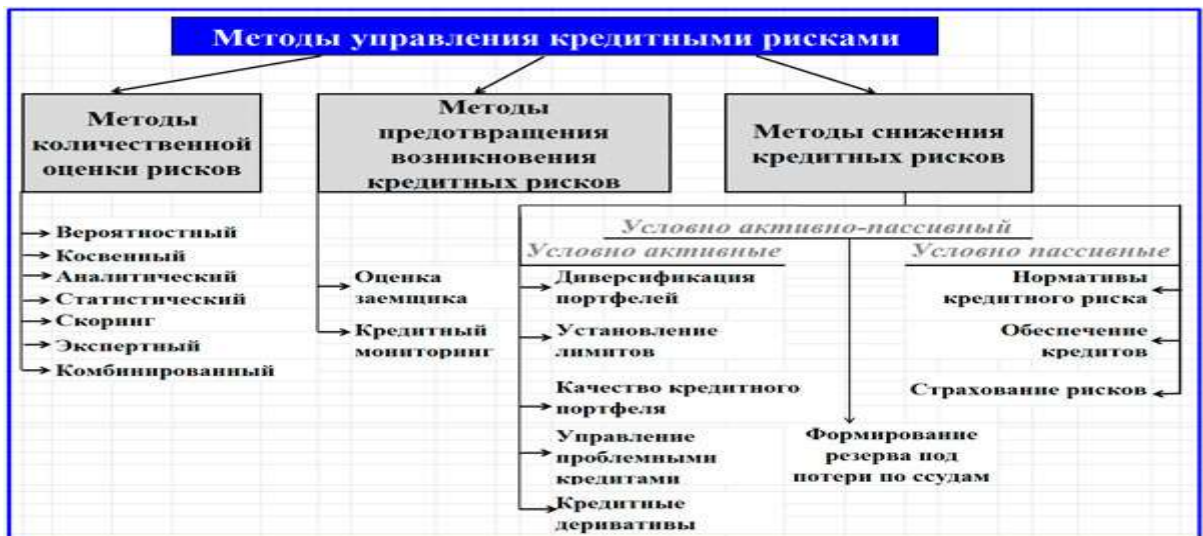 Методы управления кредитными рисками
Методы
количественной
оценки рисков
Вероятностный
Косвенный
Аналитический
Статистический
Скоринг
Экспертный
Комбинированный
Методы
предотвращения
возникновения
кредитных рисков
Оценка
заемщика
Кредитный
мониторинг
Методы снижения
кредитных рисков
Условно активно-пассивный
Условно активные
Диверсификация
портфелей
Установление
лимитов
Качество кредитного
портфеля
Управление
проблемными
кредитами
Кредитные
деривативы
Формирование
резерва под
потери по ссудам
Условно пассивные
Нормативы
кредитного риска
Обеспечение
кредитов
Страхование рисков